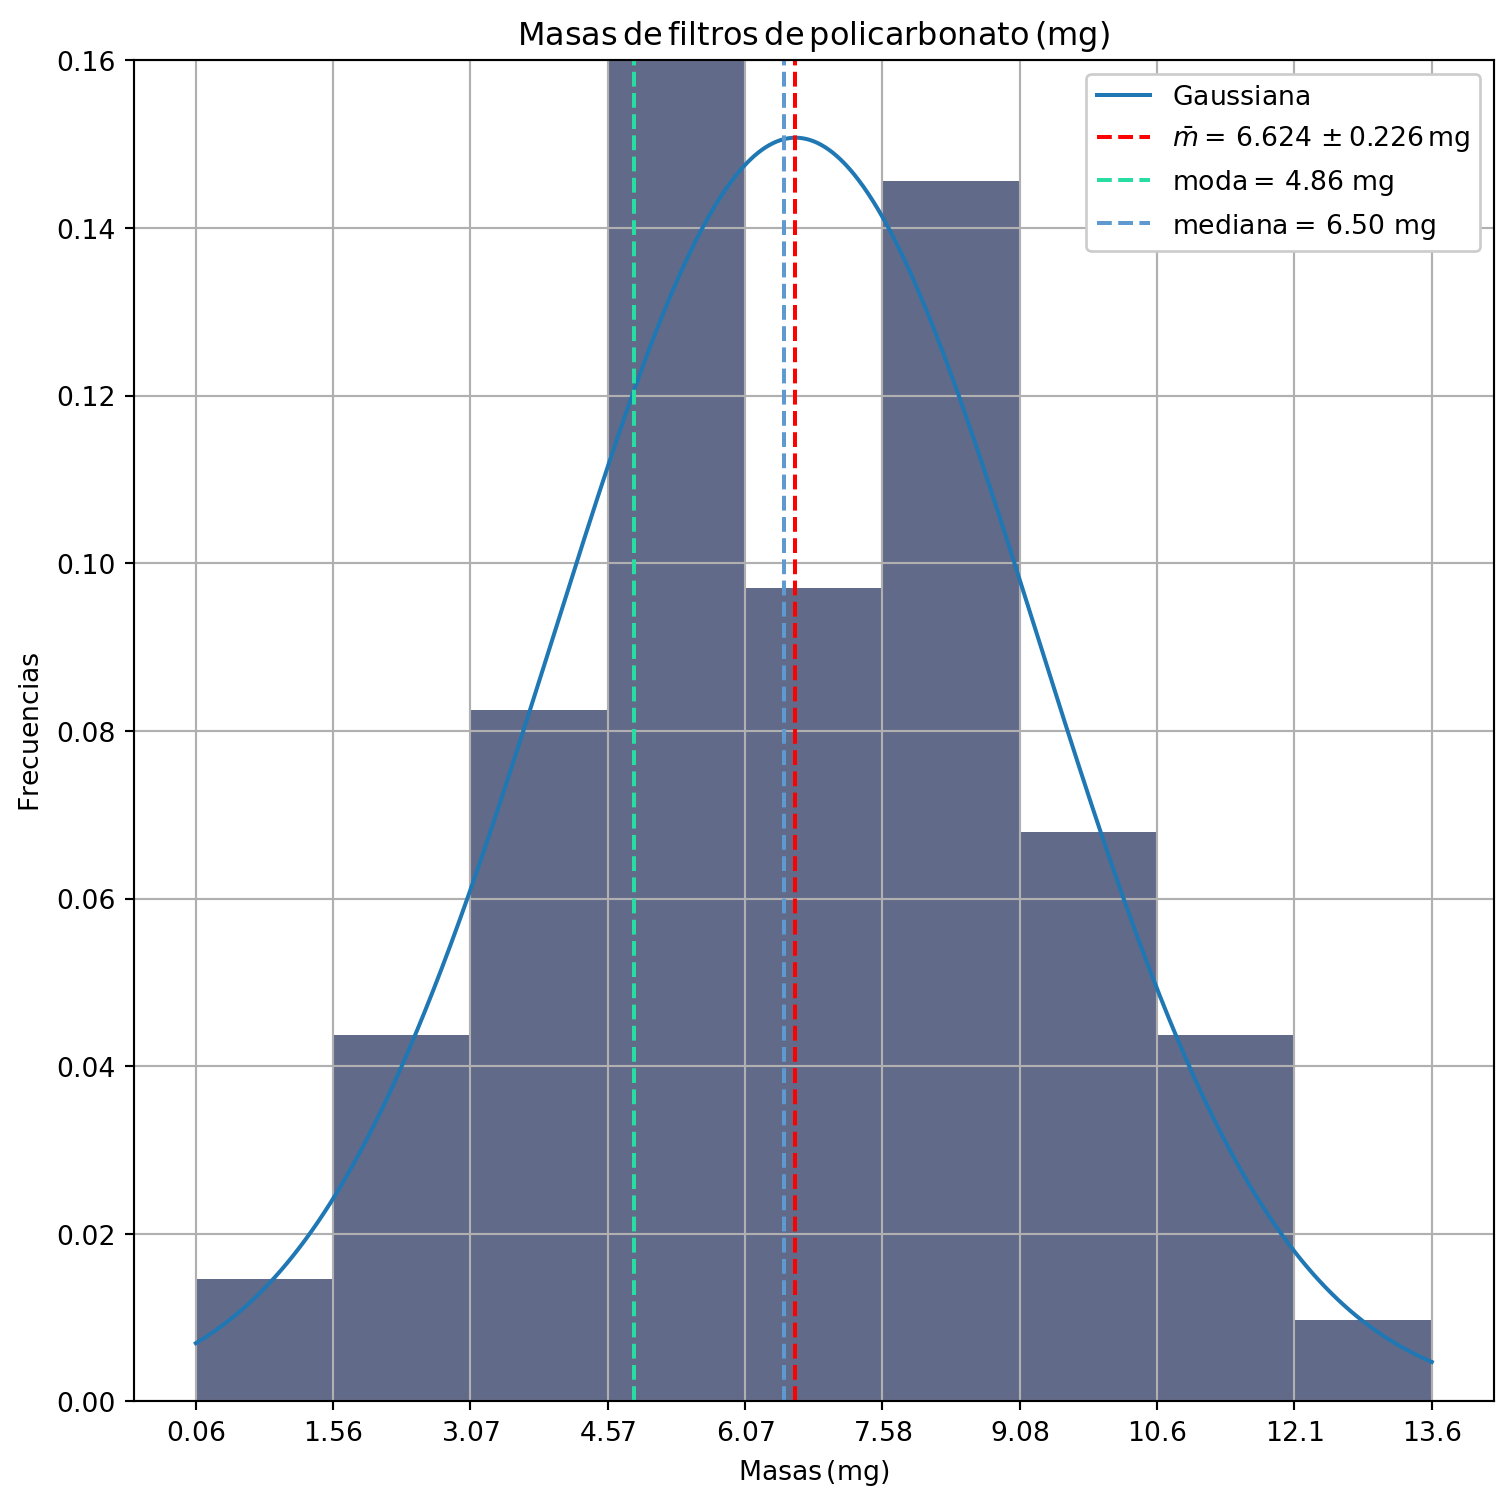 Masas de filtros de policarbonato (mg)
Gaussiana
m̄ = 6.624 ± 0.226 mg
moda = 4.86 mg
mediana = 6.50 mg
0.16
0.14
0.12
0.10
0.08
0.06
0.04
0.02
0.00
Frecuencias
0.06 1.56 3.07 4.57 6.07 7.58 9.08 10.6 12.1 13.6
Masas (mg)